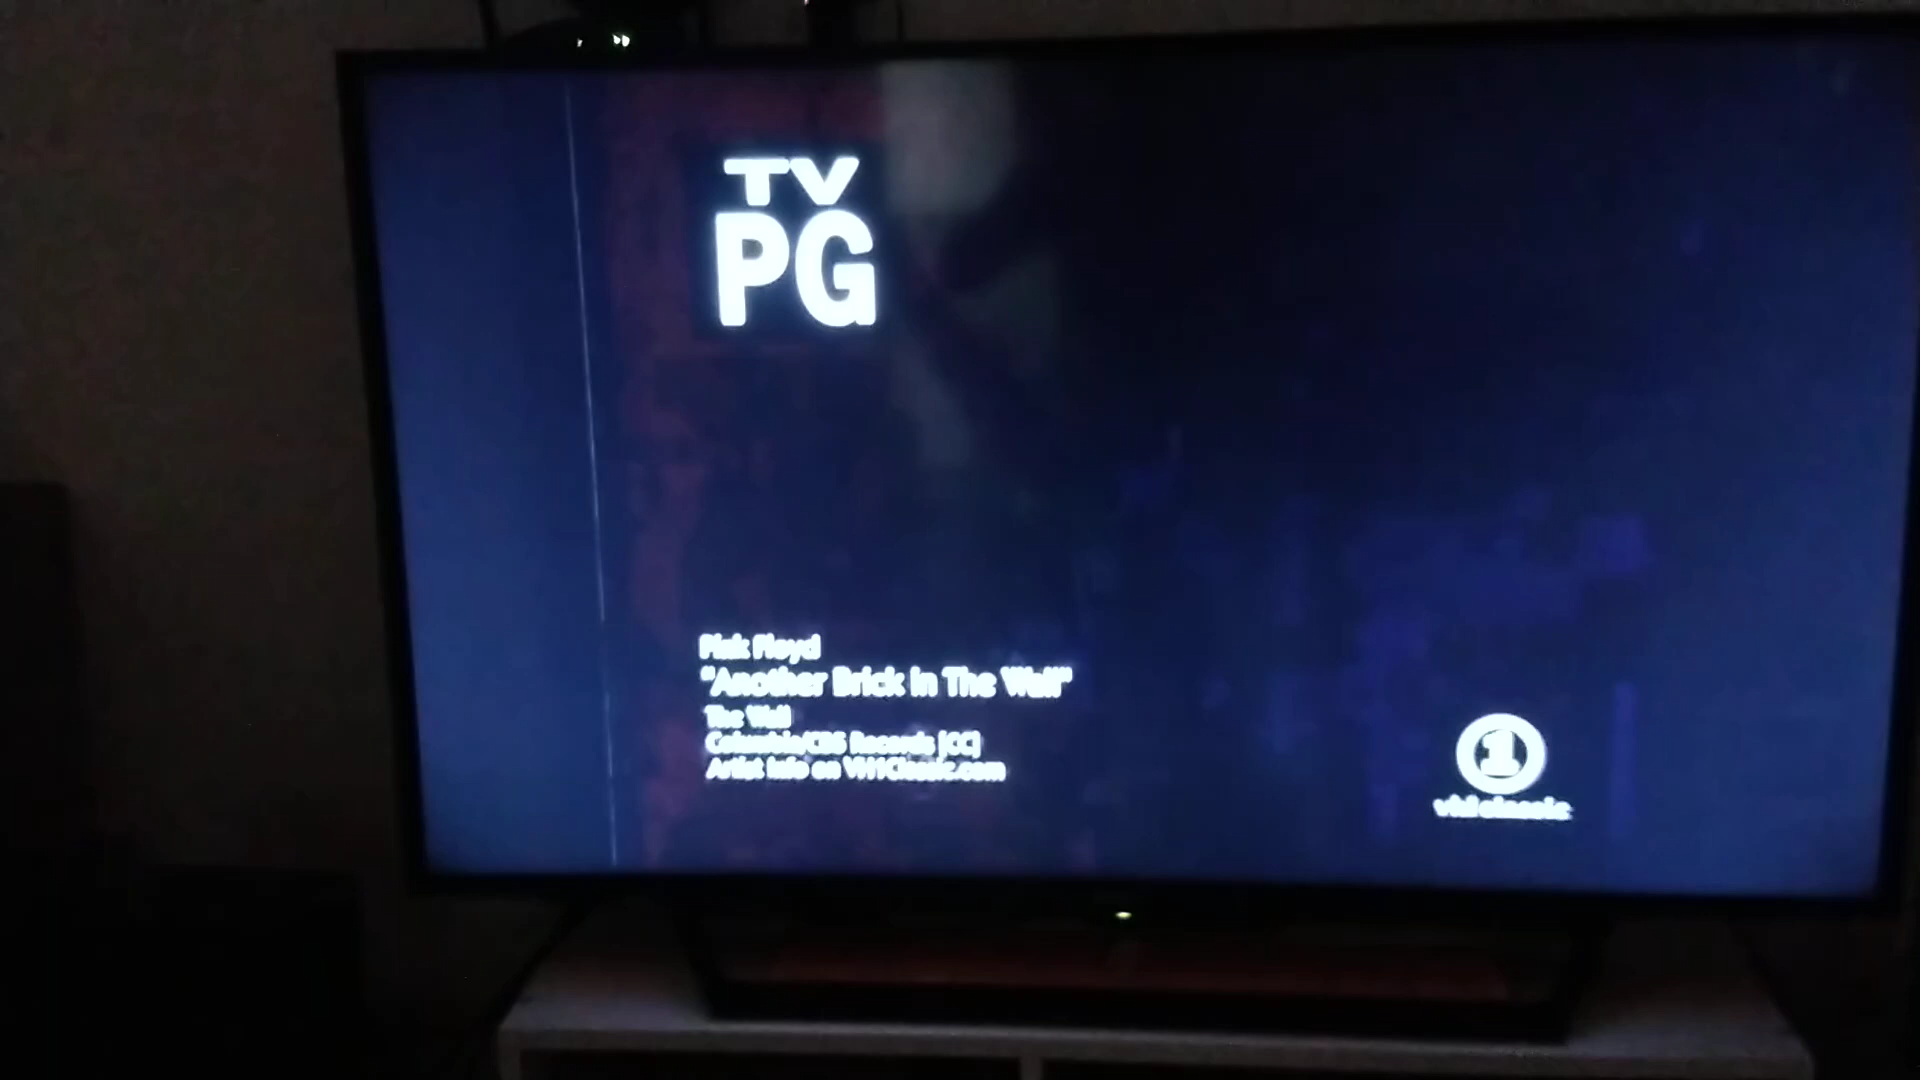 TV
PG
Pink Floyd
"Another Brick in The Wall"
The Wall
Columbia/CBS Records [CC]
Artist Info on VH1Classic.com
1
vh1 classic